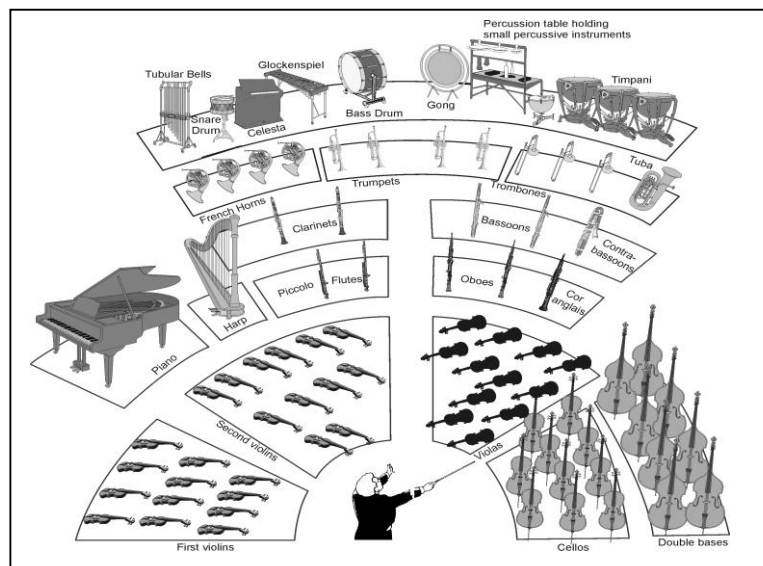 Percussion table holding
small percussive instruments
Glockenspiel
Tubular Bells
Timpani
Snare
Drum
Celesta
Bass Drum
Gong
French Horns
Trumpets
Trombones
Tuba
Clarinets
Bassoons
Contra-
bassoons
Piccolo
Flutes
Oboes
Cor
anglais
Harp
Piano
Second violins
Violas
First violins
Cellos
Double bases